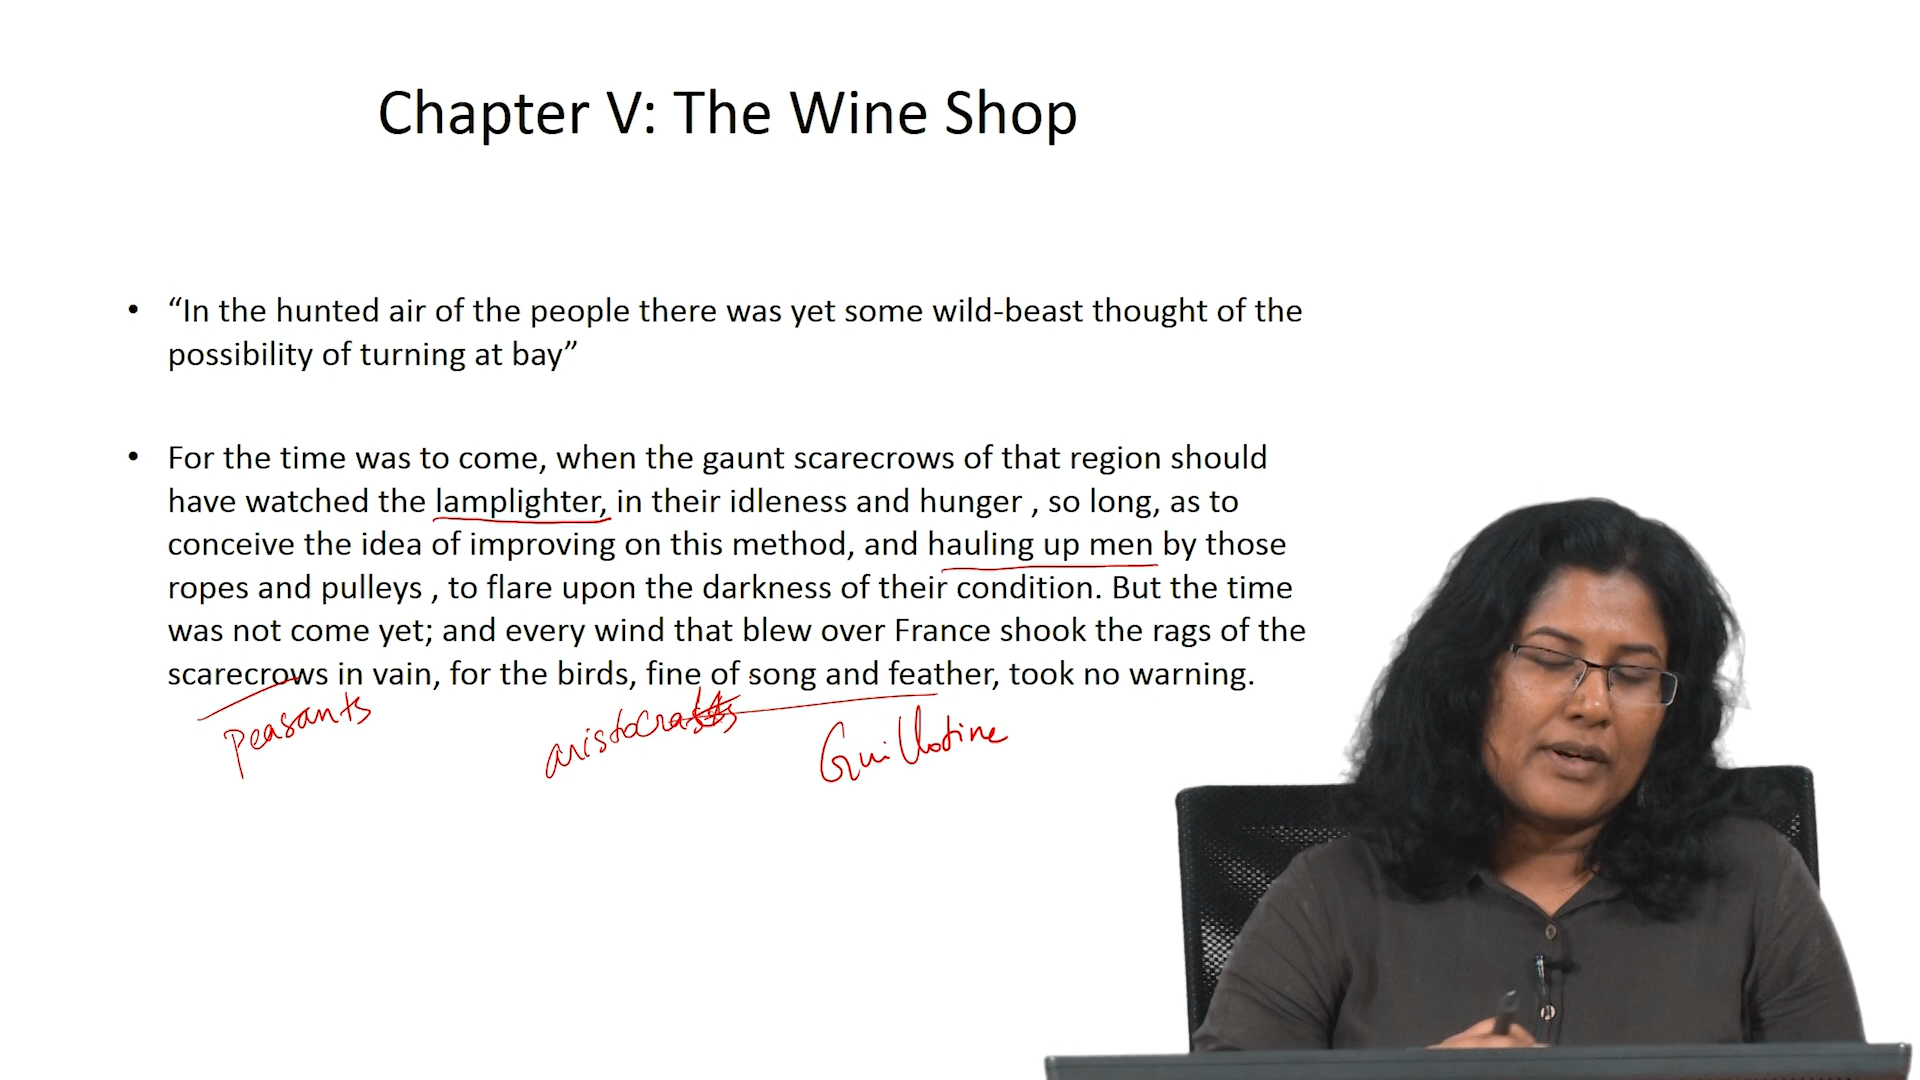 Chapter V: The Wine Shop
• “In the hunted air of the people there was yet some wild-beast thought of the
possibility of turning at bay”
• For the time was to come, when the gaunt scarecrows of that region should
have watched the lamplighter, in their idleness and hunger , so long, as to
conceive the idea of improving on this method, and hauling up men by those
ropes and pulleys , to flare upon the darkness of their condition. But the time
was not come yet; and every wind that blew over France shook the rags of the
scarecrows in vain, for the birds, fine of song and feather, took no warning.
Peasants aristocrats Guillotine